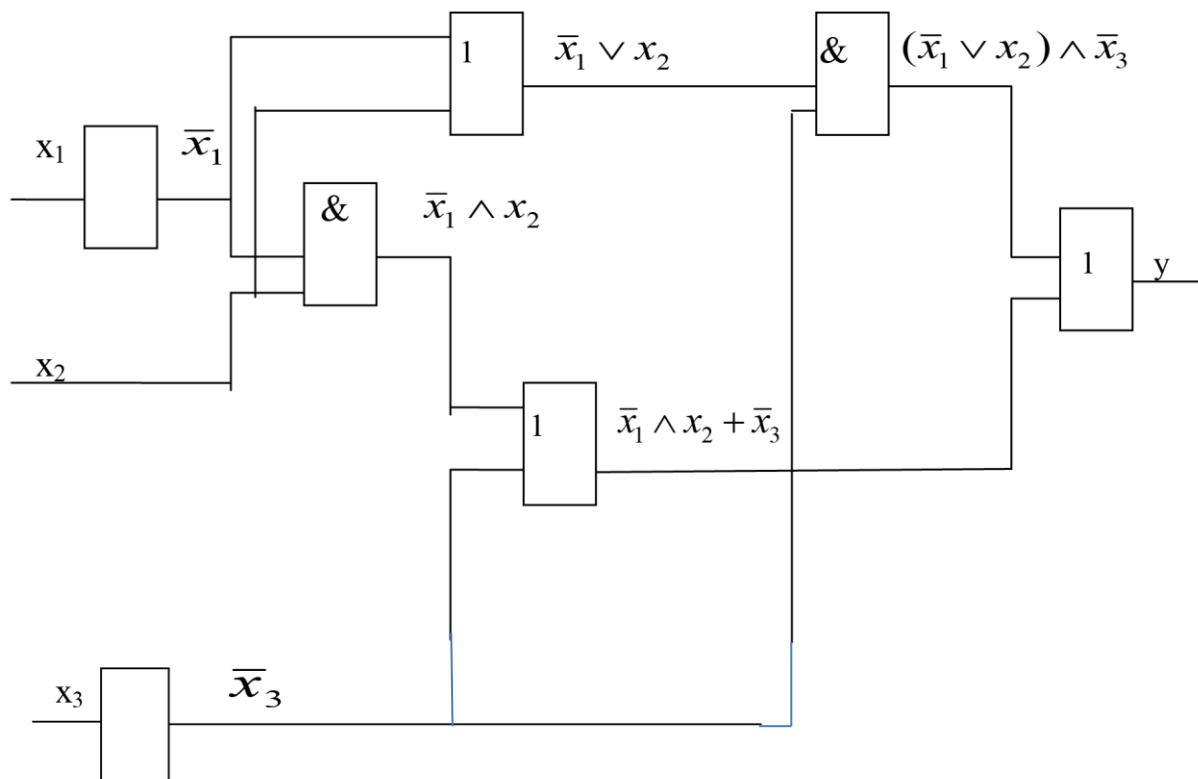 1 x̅₁ ∨ x₂ & (x̅₁ ∨ x₂) ∧ x̅₃
x₁ x̅₁
& x̅₁ ∧ x₂
1 y
x₂
1 x̅₁ ∧ x₂ + x̅₃
x₃ x̅₃